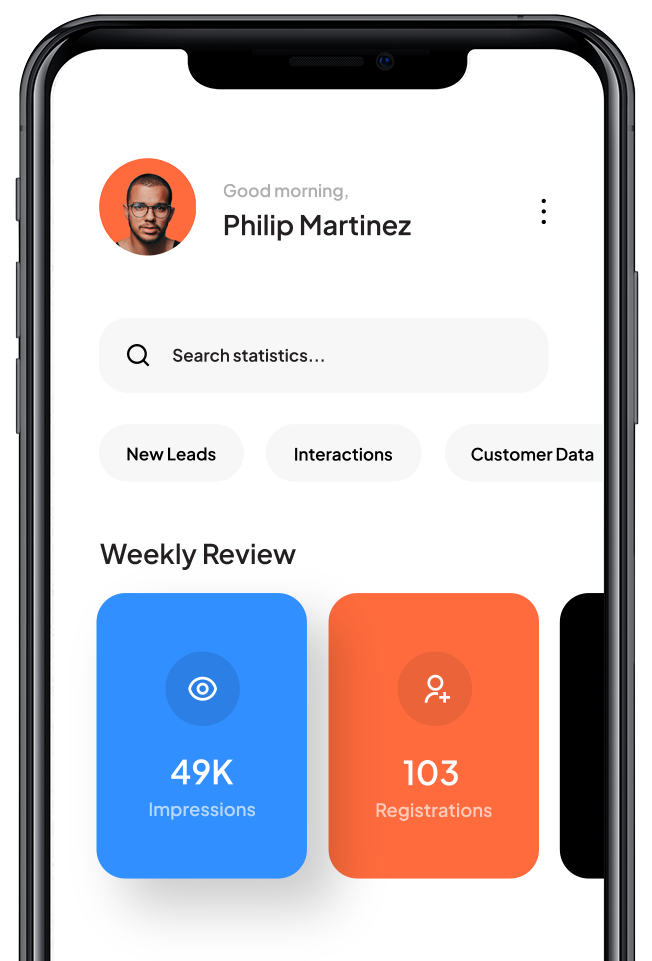 Good morning,
Philip Martinez
Search statistics...
New Leads
Interactions
Customer Data
Weekly Review
49K
Impressions
103
Registrations